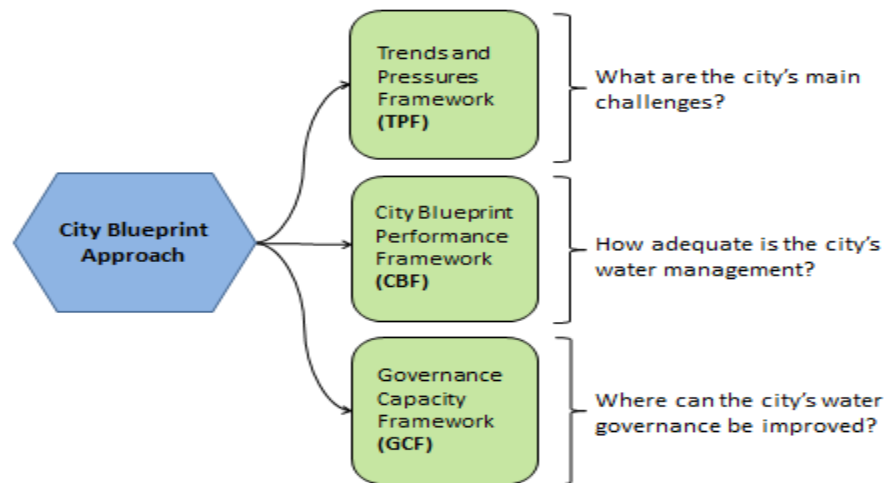 City Blueprint
Approach
Trends and
Pressures
Framework
(TPF)
What are the city's main
challenges?
City Blueprint
Performance
Framework
(CBF)
How adequate is the city's
water management?
Governance
Capacity
Framework
(GCF)
Where can the city's water
governance be improved?